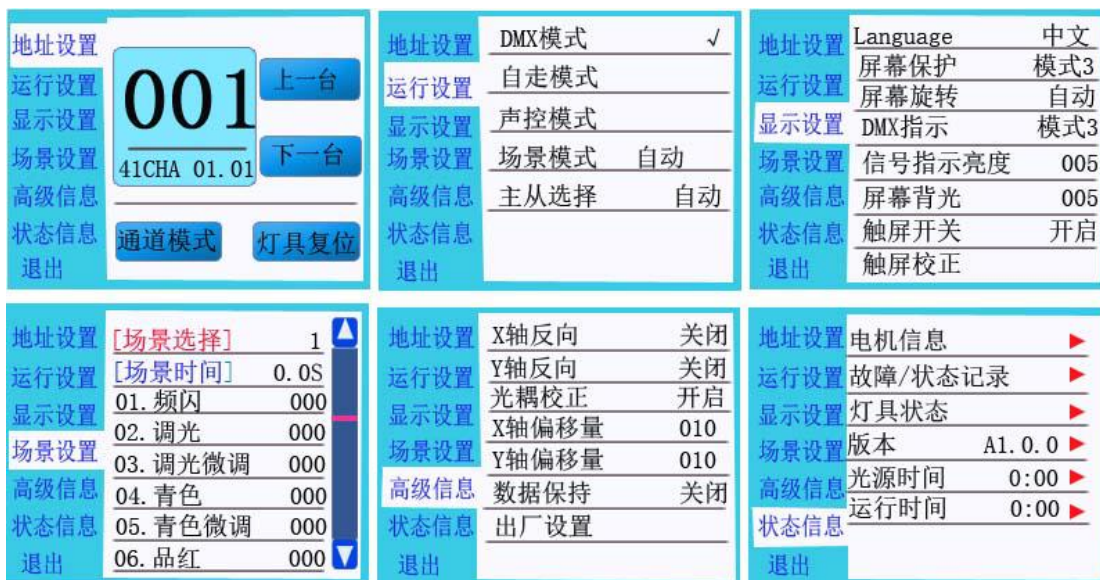 地址设置
运行设置
显示设置
场景设置
高级信息
状态信息
退出
001
41CHA 01.01
上一台
下一台
通道模式
灯具复位
地址设置
运行设置
显示设置
场景设置
高级信息
状态信息
退出
DMX模式 √
自走模式
声控模式
场景模式 自动
主从选择 自动
地址设置
运行设置
显示设置
场景设置
高级信息
状态信息
退出
Language 中文
屏幕保护 模式3
屏幕旋转 自动
DMX指示 模式3
信号指示亮度 005
屏幕背光 005
触屏开关 开启
触屏校正
地址设置
运行设置
显示设置
场景设置
高级信息
状态信息
退出
[场景选择] 1
[场景时间] 0.0S
01.频闪 000
02.调光 000
03.调光微调 000
04.青色 000
05.青色微调 000
06.品红 000
地址设置
运行设置
显示设置
场景设置
高级信息
状态信息
退出
X轴反向 关闭
Y轴反向 关闭
光耦校正 开启
X轴偏移量 010
Y轴偏移量 010
数据保持 关闭
出厂设置
地址设置
运行设置
显示设置
场景设置
高级信息
状态信息
退出
电机信息
故障/状态记录
灯具状态
版本 A1.0.0
光源时间 0:00
运行时间 0:00